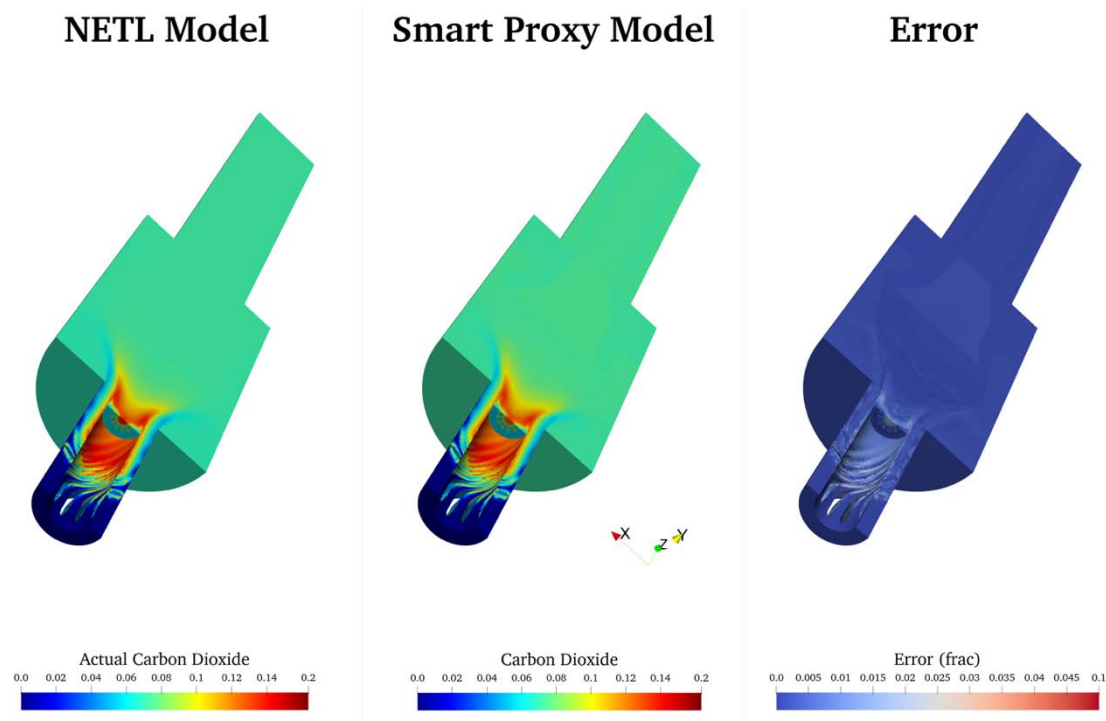 NETL Model
Smart Proxy Model
Error
X
Z
Y
Actual Carbon Dioxide
0.0 0.02 0.04 0.06 0.08 0.1 0.12 0.14 0.2
Carbon Dioxide
0.0 0.02 0.04 0.06 0.08 0.1 0.12 0.14 0.2
Error (frac)
0.0 0.005 0.01 0.015 0.02 0.025 0.03 0.035 0.04 0.045 0.1